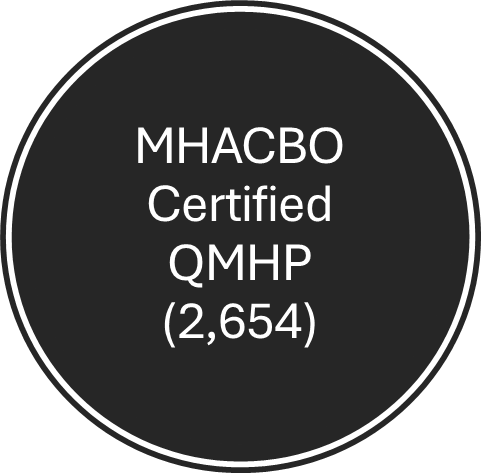 MHACBO
Certified
QMHP
(2,654)